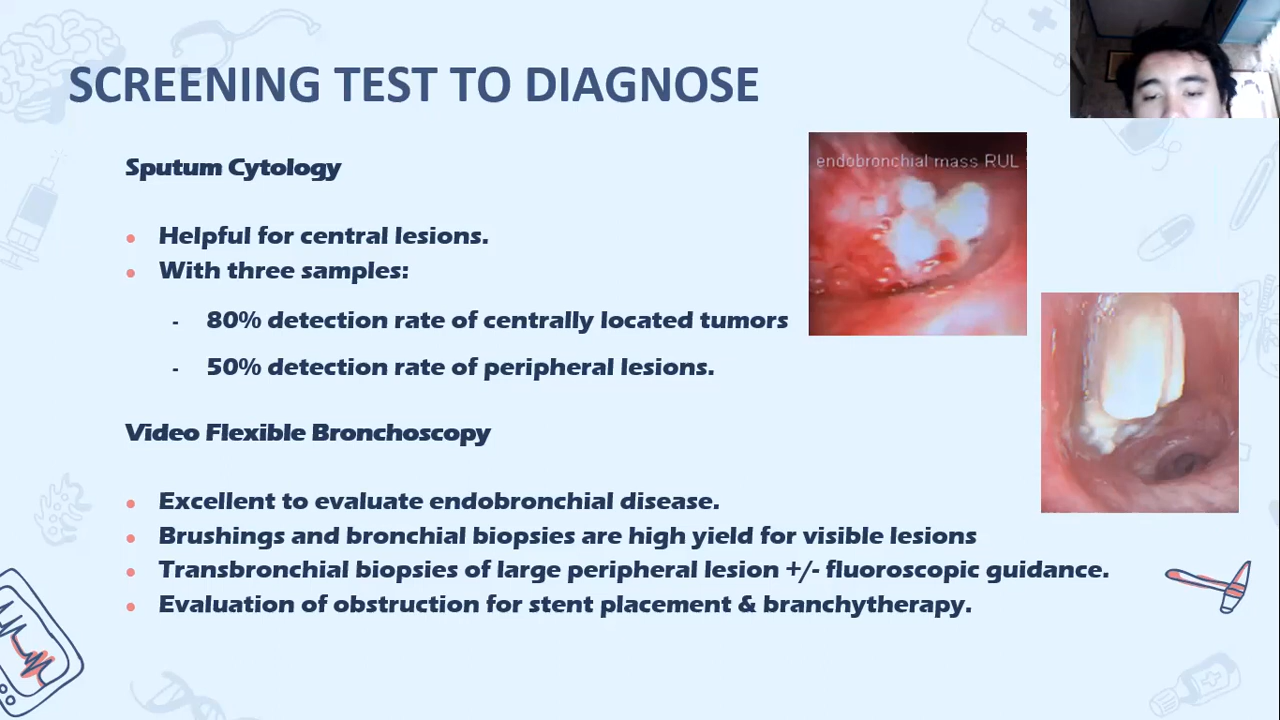 SCREENING TEST TO DIAGNOSE
Sputum Cytology
• Helpful for central lesions.
• With three samples:
- 80% detection rate of centrally located tumors
- 50% detection rate of peripheral lesions.
endobronchial mass RUL
Video Flexible Bronchoscopy
• Excellent to evaluate endobronchial disease.
• Brushings and bronchial biopsies are high yield for visible lesions
• Transbronchial biopsies of large peripheral lesion +/- fluoroscopic guidance.
• Evaluation of obstruction for stent placement & branchytherapy.